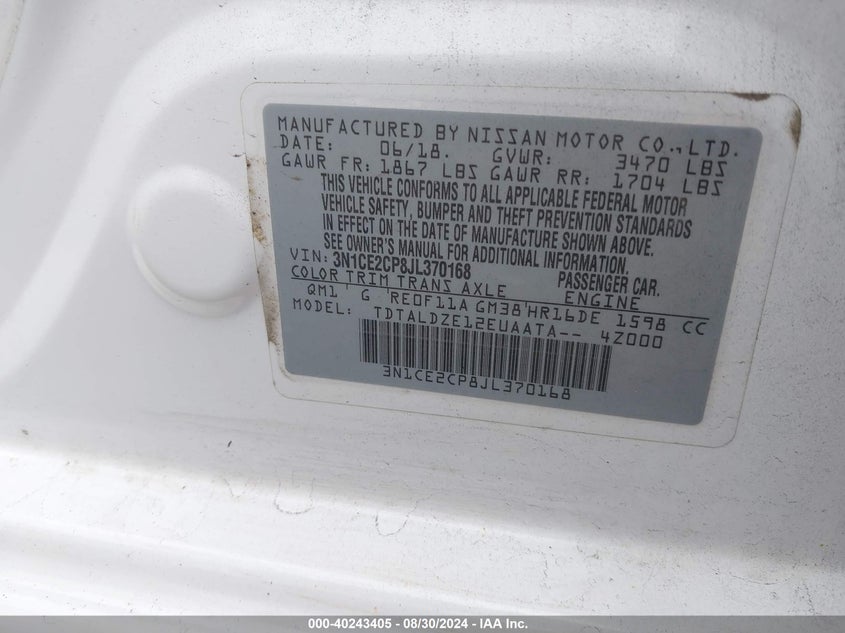 MANUFACTURED BY NISSAN MOTOR CO., LTD.
DATE: 06/18. GVWR: 3470 LBS
GAWR FR: 1867 LBS GAWR RR: 1704 LBS
THIS VEHICLE CONFORMS TO ALL APPLICABLE FEDERAL MOTOR
VEHICLE SAFETY, BUMPER AND THEFT PREVENTION STANDARDS
IN EFFECT ON THE DATE OF MANUFACTURE SHOWN ABOVE.
SEE OWNER'S MANUAL FOR ADDITIONAL INFORMATION.
VIN: 3N1CE2CP8JL370168 PASSENGER CAR.
COLOR TRIM TRANS AXLE ENGINE
QM1 ' G RE0F11A GM38'HR16DE 1598 CC
MODEL: TDTALDZE12EUAATA-- 4Z000
3N1CE2CP8JL370168
000-40243405 - 08/30/2024 - IAA Inc.